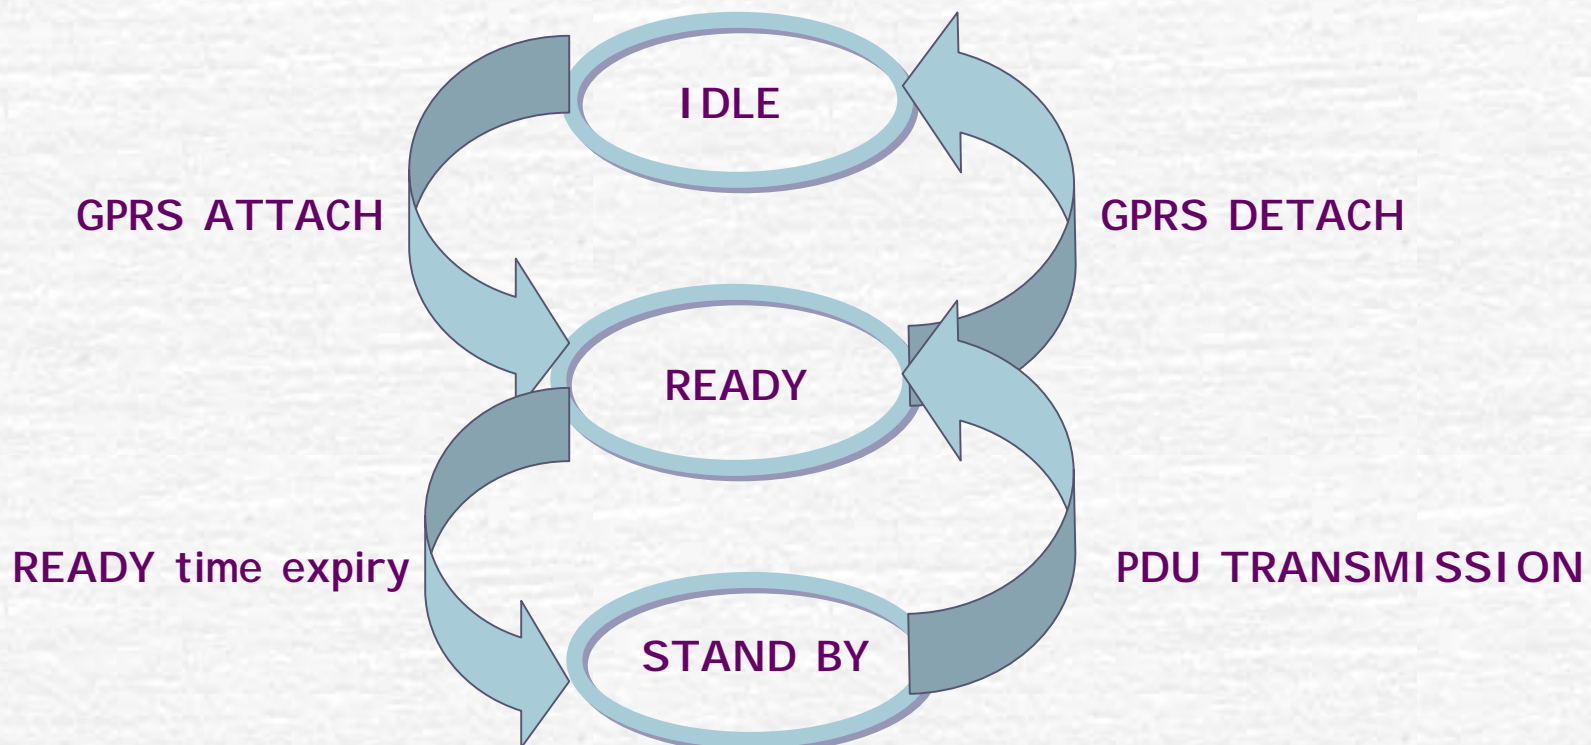 IDLE
GPRS ATTACH
GPRS DETACH
READY
READY time expiry
PDU TRANSMISSION
STAND BY